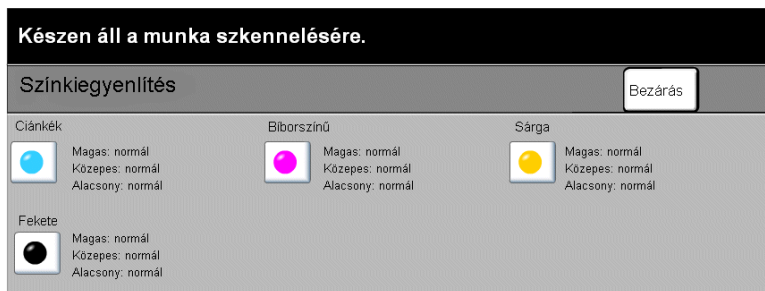 Készen áll a munka szkennelésére.
Színkiegyenlítés
Bezárás
Ciánkék
Magas: normál
Közepes: normál
Alacsony: normál
Bíborszínű
Magas: normál
Közepes: normál
Alacsony: normál
Sárga
Magas: normál
Közepes: normál
Alacsony: normál
Fekete
Magas: normál
Közepes: normál
Alacsony: normál